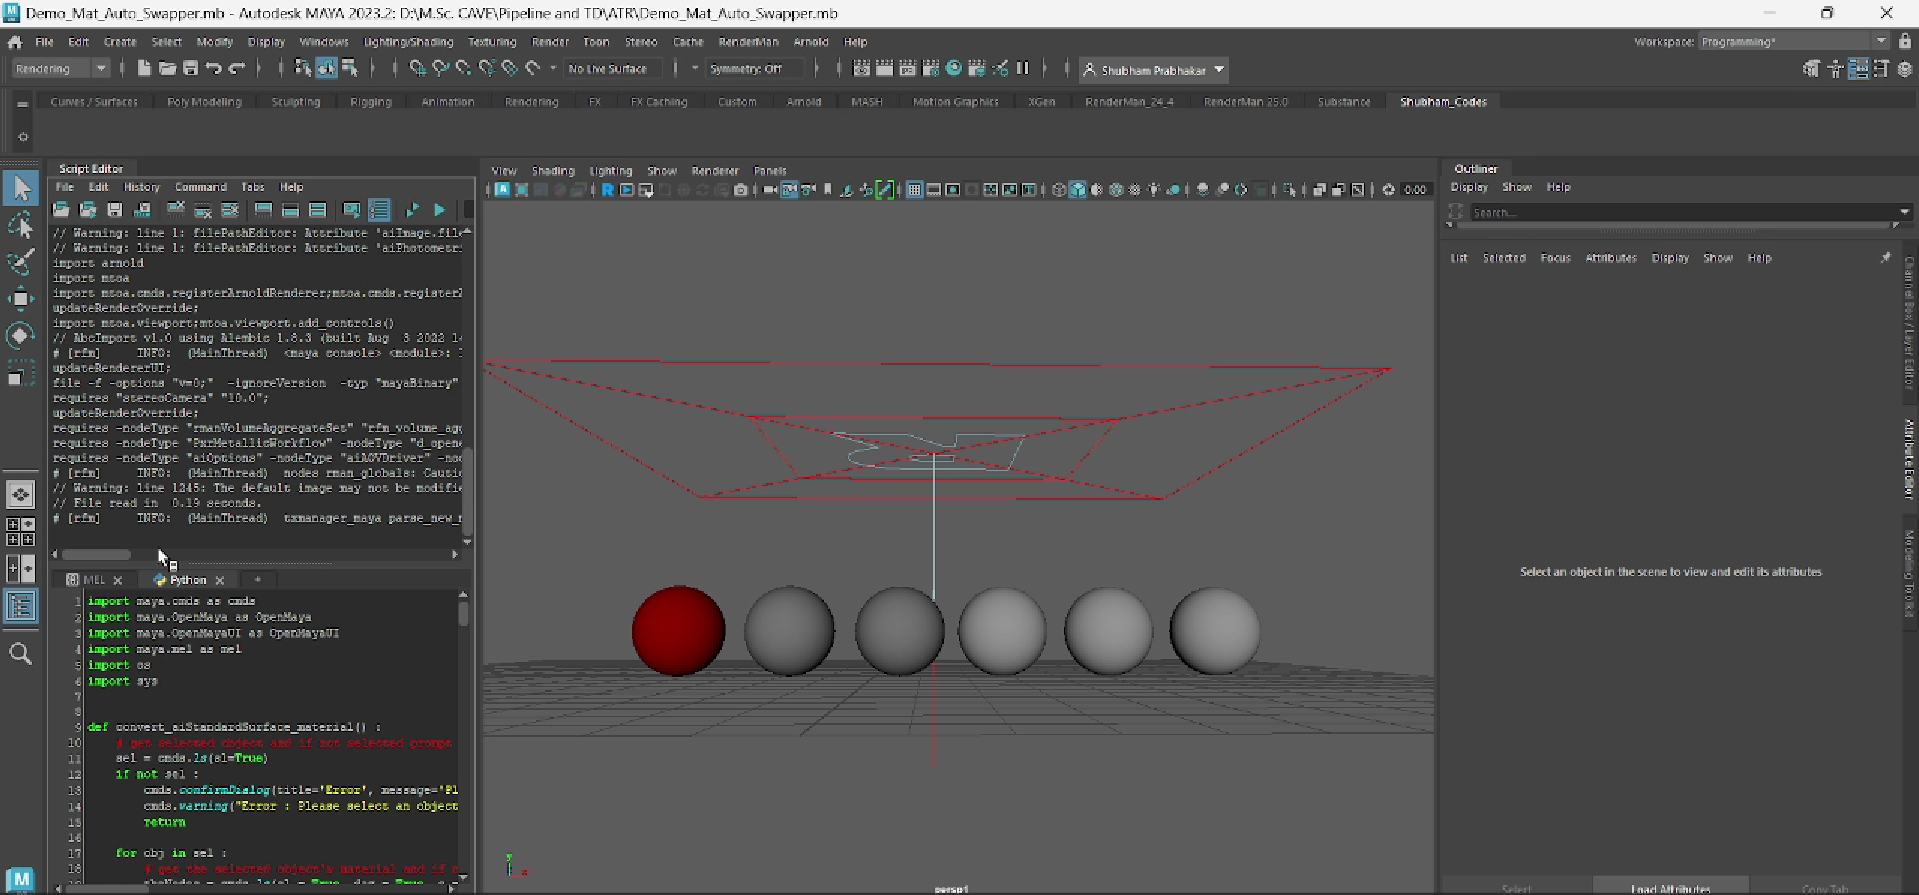 Demo_Mat_Auto_Swapper.mb - Autodesk MAYA 2023.2: D:\M.Sc. CAVE\Pipeline and TD\ATR\Demo_Mat_Auto_Swapper.mb
File Edit Create Select Modify Display Windows Lighting/Shading Texturing Render Toon Stereo Cache RenderMan Arnold Help Workspace: Programming*
Rendering No Live Surface Symmetry: Off Shubham Prabhakar
Curves / Surfaces Poly Modeling Sculpting Rigging Animation Rendering FX FX Caching Custom Arnold MASH Motion Graphics XGen RenderMan_24_4 RenderMan 25.0 Substance Shubham_Codes
Script Editor
File Edit History Command Tabs Help
// Warning: line 1: filePathEditor: Attribute 'aiImage.file
// Warning: line 1: filePathEditor: Attribute 'aiPhotometri
import arnold
import mtoa
import mtoa.cmds.registerArnoldRenderer;mtoa.cmds.register
updateRenderOverride;
import mtoa.viewport;mtoa.viewport.add_controls()
// AbcImport v1.0 using Alembic 1.8.3 (built Aug 3 2022 1
# [rfm] INFO: (MainThread) <maya console> <module>:
updateRendererUI;
file -f -options "v=0;" -ignoreVersion -typ "mayaBinary"
requires "stereoCamera" "10.0";
updateRenderOverride;
requires -nodeType "rmanVolumeAggregateSet" "rfm_volume_agg
requires -nodeType "PxrMetallicWorkflow" -nodeType "d_opene
requires -nodeType "aiOptions" -nodeType "aiAOVDriver" -no
# [rfm] INFO: (MainThread) nodes rman_globals: Cautio
// Warning: line 1245: The default image may not be modifie
// File read in 0.19 seconds.
# [rfm] INFO: (MainThread) txmanager_maya parse_new_
MEL Python +
1 import maya.cmds as cmds
2 import maya.OpenMaya as OpenMaya
3 import maya.OpenMayaUI as OpenMayaUI
4 import maya.mel as mel
5 import os
6 import sys
7
8
9 def convert_aiStandardSurface_material() :
10 # get selected object and if not selected prompt
11 sel = cmds.ls(sl=True)
12 if not sel :
13 cmds.confirmDialog(title='Error', message='Pl
14 cmds.warning("Error : Please select an object
15 return
16
17 for obj in sel :
18 # get the selected object's material and if
View Shading Lighting Show Renderer Panels
0.00
persp1
Outliner
Display Show Help
Search...
List Selected Focus Attributes Display Show Help
Select an object in the scene to view and edit its attributes
Select Load Attributes Copy Tab
Channel Box / Layer Editor
Attribute Editor
Modeling Toolkit